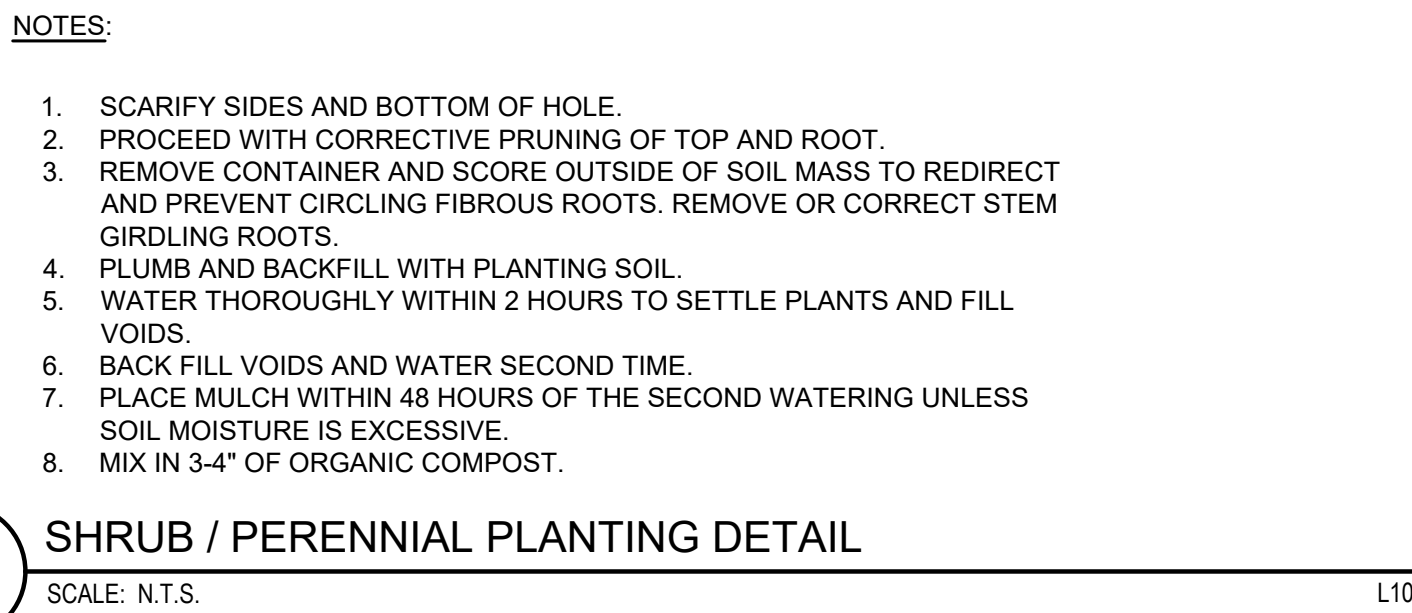 NOTES:
1. SCARIFY SIDES AND BOTTOM OF HOLE.
2. PROCEED WITH CORRECTIVE PRUNING OF TOP AND ROOT.
3. REMOVE CONTAINER AND SCORE OUTSIDE OF SOIL MASS TO REDIRECT
AND PREVENT CIRCLING FIBROUS ROOTS. REMOVE OR CORRECT STEM
GIRDLING ROOTS.
4. PLUMB AND BACKFILL WITH PLANTING SOIL.
5. WATER THOROUGHLY WITHIN 2 HOURS TO SETTLE PLANTS AND FILL
VOIDS.
6. BACK FILL VOIDS AND WATER SECOND TIME.
7. PLACE MULCH WITHIN 48 HOURS OF THE SECOND WATERING UNLESS
SOIL MOISTURE IS EXCESSIVE.
8. MIX IN 3-4" OF ORGANIC COMPOST.
SHRUB / PERENNIAL PLANTING DETAIL
SCALE: N.T.S. L10